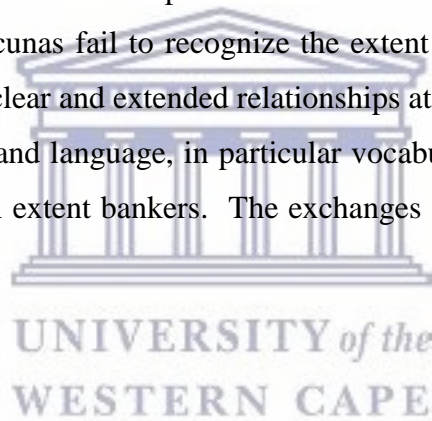 cunas fail to recognize the extent
clear and extended relationships at
and language, in particular vocabu
extent bankers. The exchanges
UNIVERSITY of the
WESTERN CAPE